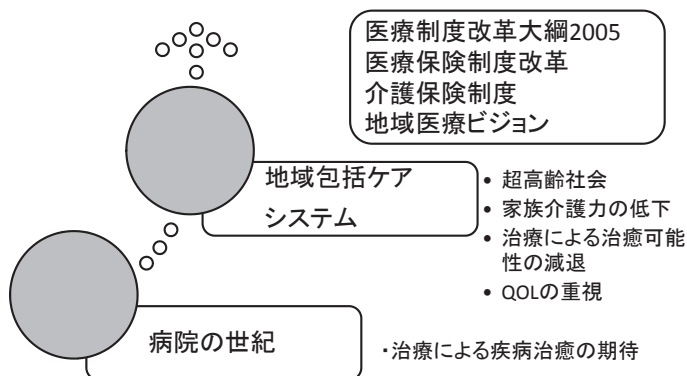 医療制度改革大綱2005
医療保険制度改革
介護保険制度
地域医療ビジョン
地域包括ケア
システム
• 超高齢社会
• 家族介護力の低下
• 治療による治癒可能
性の減退
• QOLの重視
病院の世紀
・治療による疾病治癒の期待